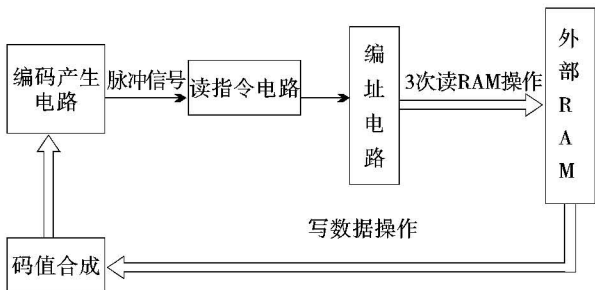 编码产生
电路
脉冲信号
读指令电路
编
址
电
路
3次读RAM操作
外
部
R
A
M
写数据操作
码值合成